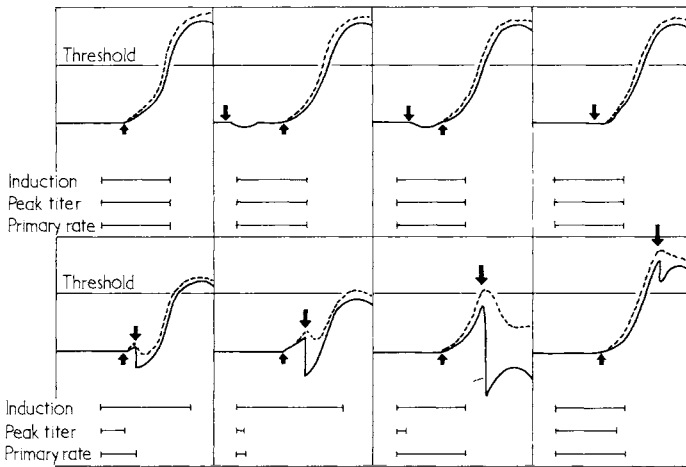 Threshold
Induction
Peak titer
Primary rate
Threshold
Induction
Peak titer
Primary rate